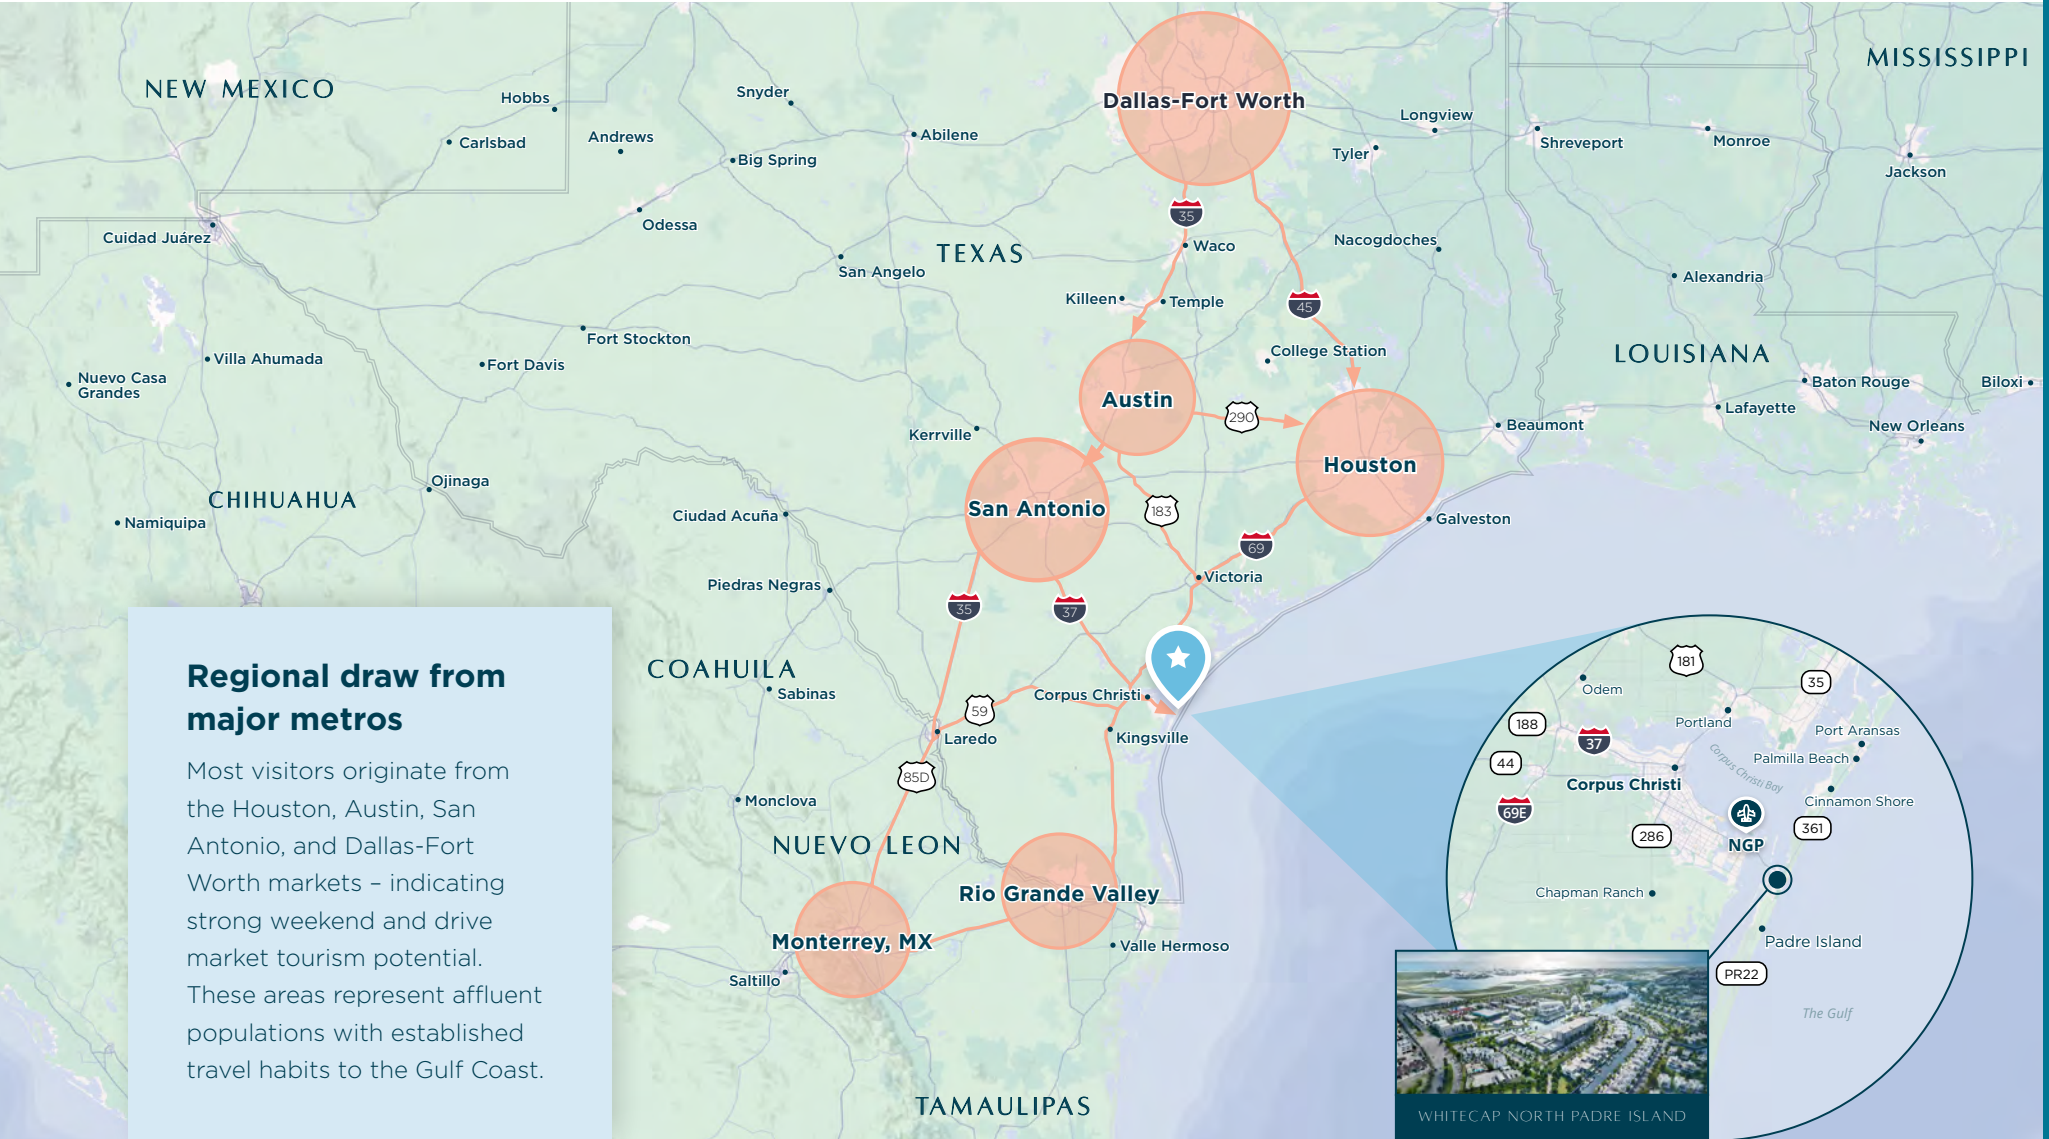 MISSISSIPPI
NEW MEXICO
Hobbs
Snyder
Dallas-Fort Worth
Longview
Carlsbad
Andrews
Abilene
Tyler
Shreveport
Monroe
Big Spring
Jackson
35
Odessa
Cuidad Juárez
TEXAS
Waco
Nacogdoches
San Angelo
Alexandria
Killeen
Temple
45
Fort Stockton
College Station
LOUISIANA
Villa Ahumada
Fort Davis
Nuevo Casa
Grandes
Baton Rouge
Biloxi
Austin
290
Lafayette
Kerrville
Beaumont
New Orleans
Houston
Ojinaga
CHIHUAHUA
San Antonio
183
Namiquipa
Ciudad Acuña
Galveston
69
Piedras Negras
Victoria
35
37
COAHUILA
Sabinas
Corpus Christi
59
Laredo
Kingsville
85D
Monclova
NUEVO LEON
Rio Grande Valley
Monterrey, MX
Valle Hermoso
Saltillo
TAMAULIPAS
Regional draw from
major metros
Most visitors originate from
the Houston, Austin, San
Antonio, and Dallas-Fort
Worth markets – indicating
strong weekend and drive
market tourism potential.
These areas represent affluent
populations with established
travel habits to the Gulf Coast.
181
Odem
35
188
Portland
37
Port Aransas
44
Corpus Christi Bay
Palmilla Beach
Corpus Christi
Cinnamon Shore
69E
286
361
NGP
Chapman Ranch
Padre Island
PR22
The Gulf
WHITECAP NORTH PADRE ISLAND